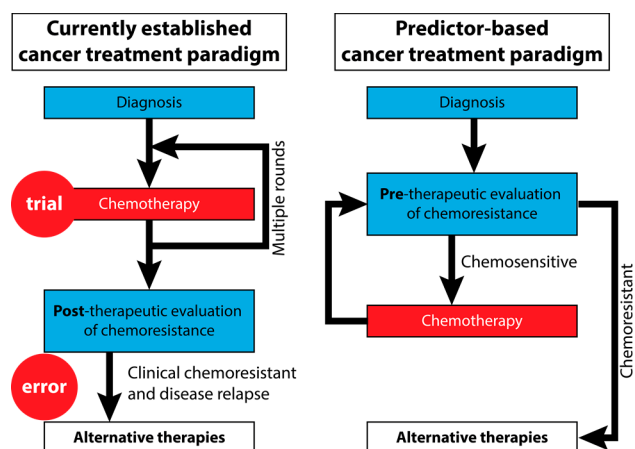 Currently established
cancer treatment paradigm
Diagnosis
Multiple rounds
trial
Chemotherapy
Post-therapeutic evaluation
of chemoresistance
error
Clinical chemoresistant
and disease relapse
Alternative therapies
Predictor-based
cancer treatment paradigm
Diagnosis
Pre-therapeutic evaluation
of chemoresistance
Chemosensitive
Chemotherapy
Chemoresistant
Alternative therapies